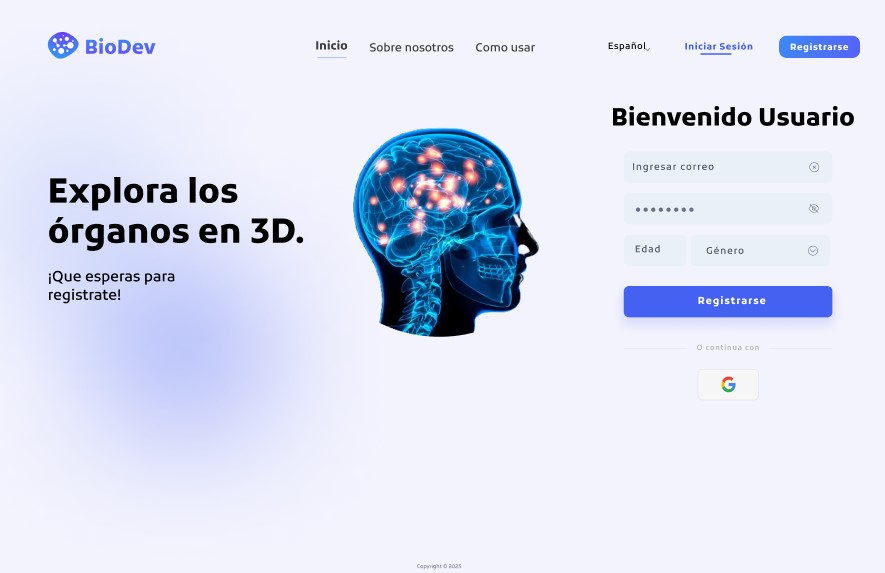 BioDev
Inicio
Sobre nosotros
Como usar
Español
Iniciar Sesión
Registrarse
Explora los
órganos en 3D.
¡Que esperas para
registrate!
Bienvenido Usuario
Ingresar correo
Edad
Género
Registrarse
O continua con
Copyright © 2025